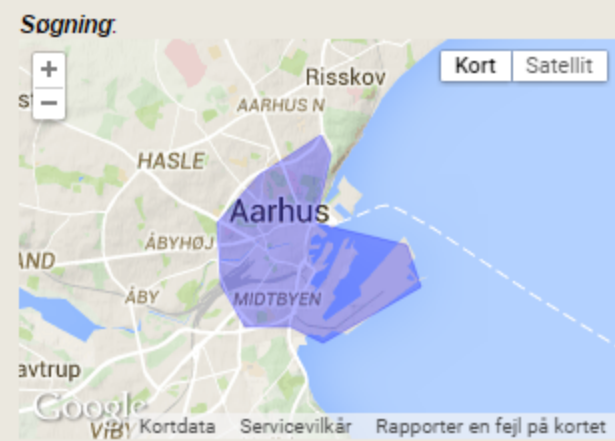 Søgning:
+
−
Kort Satellit
Risskov
AARHUS N
HASLE
Aarhus
ÅBYHØJ
AND
ÅBY
MIDTBYEN
avtrup
Google
VIBY
Kortdata Servicevilkår Rapporter en fejl på kortet